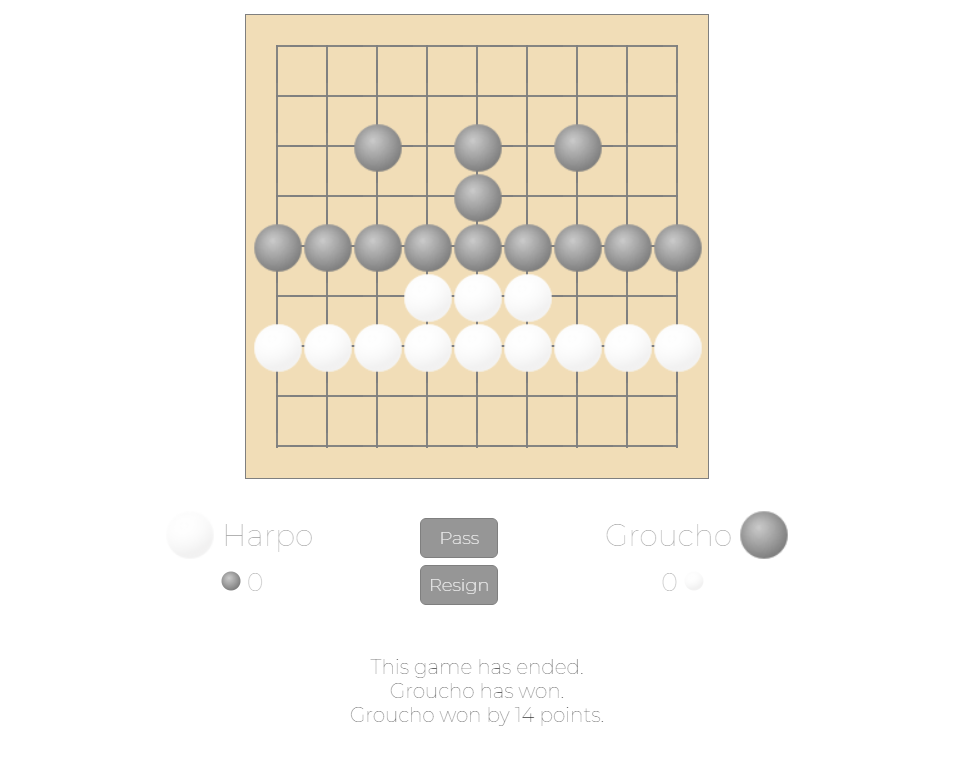 Harpo
Pass
Groucho
0
Resign
0
This game has ended.
Groucho has won.
Groucho won by 14 points.